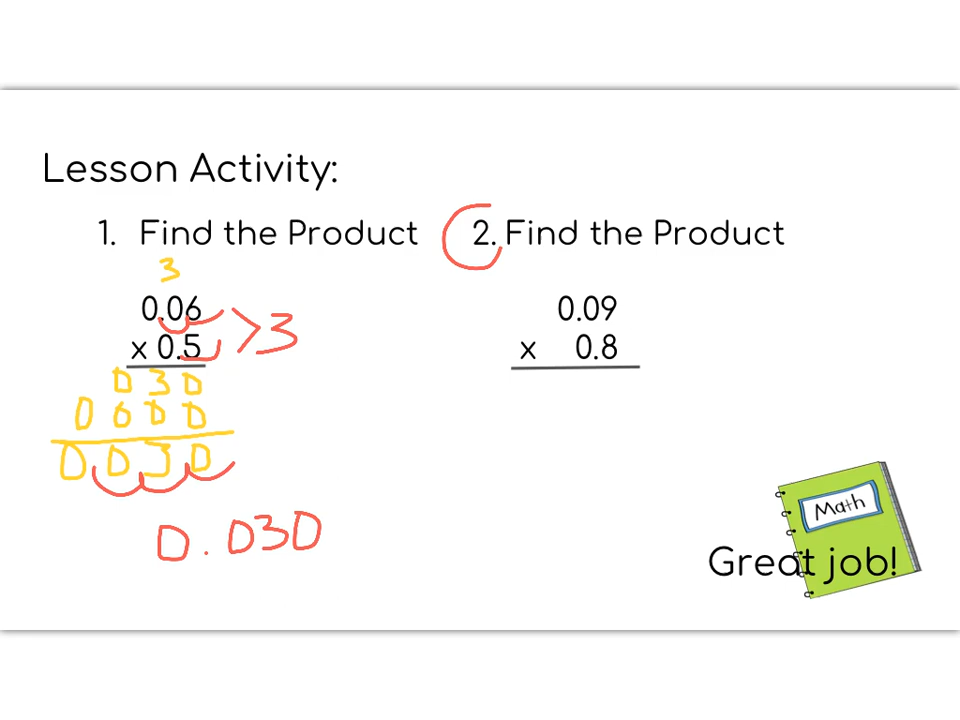 Lesson Activity:
1. Find the Product
3
0.06
x 0.5
>3
030
0000
0030
0.030
2. Find the Product
0.09
x 0.8
Math
Great job!